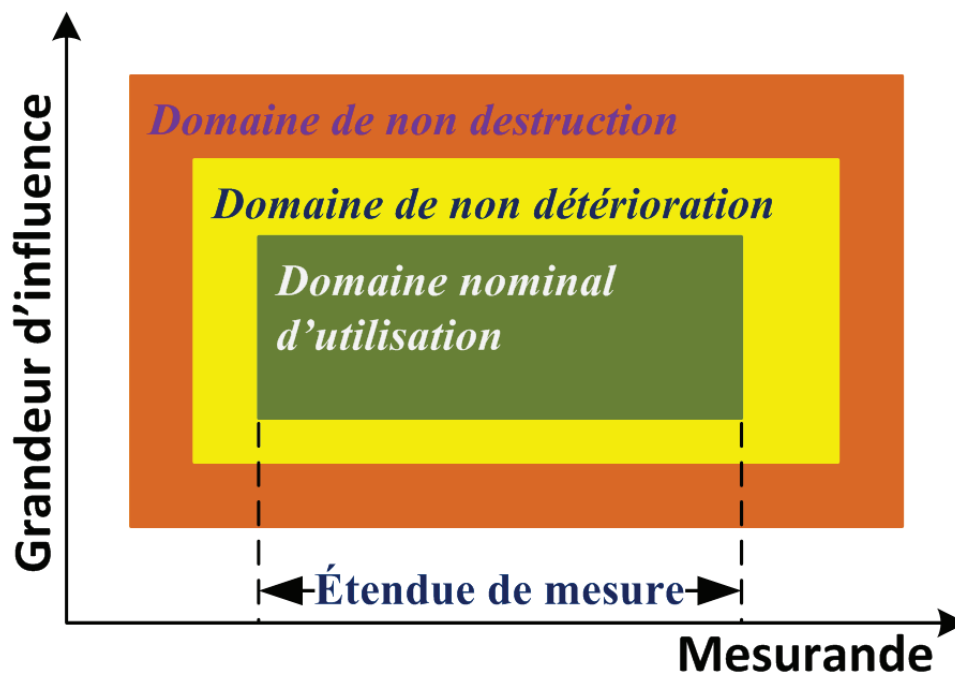 Grandeur d’influence
Domaine de non destruction
Domaine de non détérioration
Domaine nominal
d’utilisation
Étendue de mesure
Mesurande